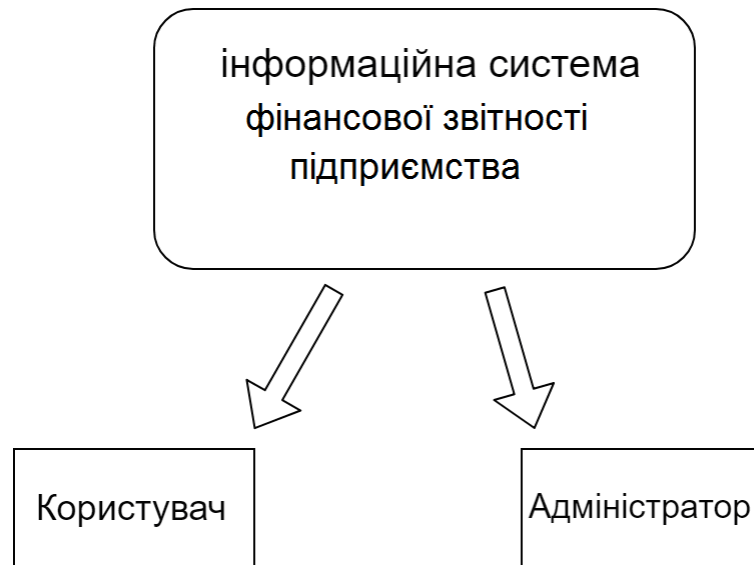 інформаційна система
фінансової звітності
підприємства
Користувач
Адміністратор